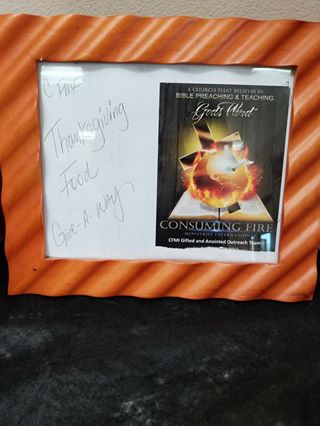 CFMI
Thanksgiving
Food
Give-A-Way
A CHURCH THAT BELIEVES IN
BIBLE PREACHING & TEACHING
God's Word
CONSUMING FIRE
MINISTRIES INTERNATIONAL
CFMI Gifted and Anointed Outreach Team